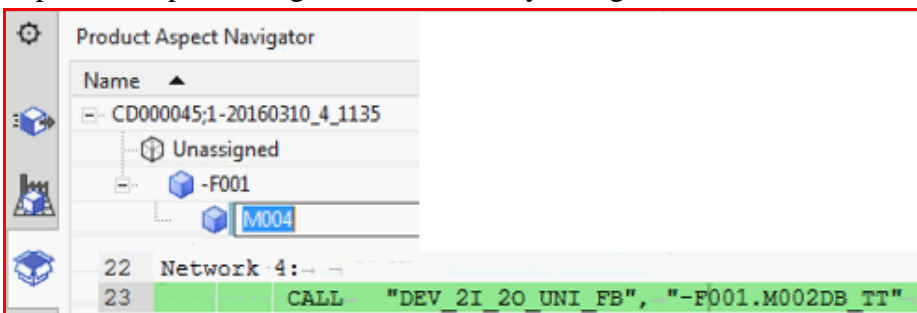 Product Aspect Navigator
Name
CD000045;1-20160310_4_1135
Unassigned
-F001
M004
22 Network 4:
23 CALL "DEV_2I_2O_UNI_FB", "-F001.M002DB_TT"